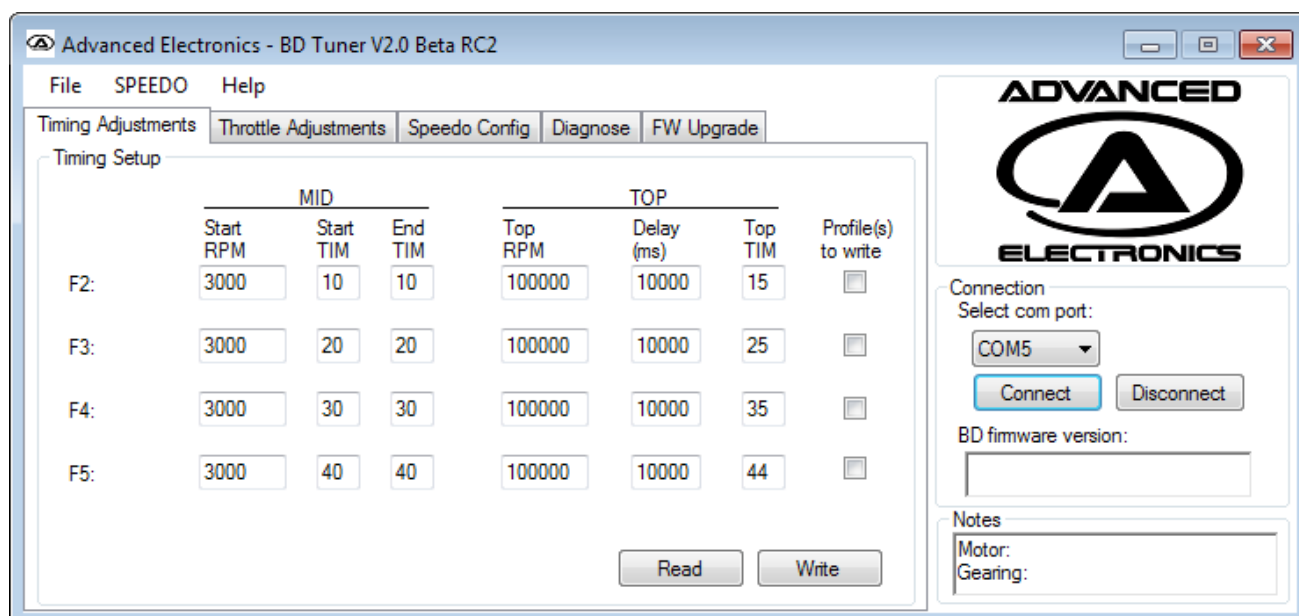 Advanced Electronics - BD Tuner V2.0 Beta RC2
File SPEEDO Help
Timing Adjustments Throttle Adjustments Speedo Config Diagnose FW Upgrade
Timing Setup
MID TOP
Start Start End Top Delay Top Profile(s)
RPM TIM TIM RPM (ms) TIM to write
F2: 3000 10 10 100000 10000 15
F3: 3000 20 20 100000 10000 25
F4: 3000 30 30 100000 10000 35
F5: 3000 40 40 100000 10000 44
Read Write
ADVANCED
A
ELECTRONICS
Connection
Select com port:
COM5
Connect Disconnect
BD firmware version:
Notes
Motor:
Gearing: